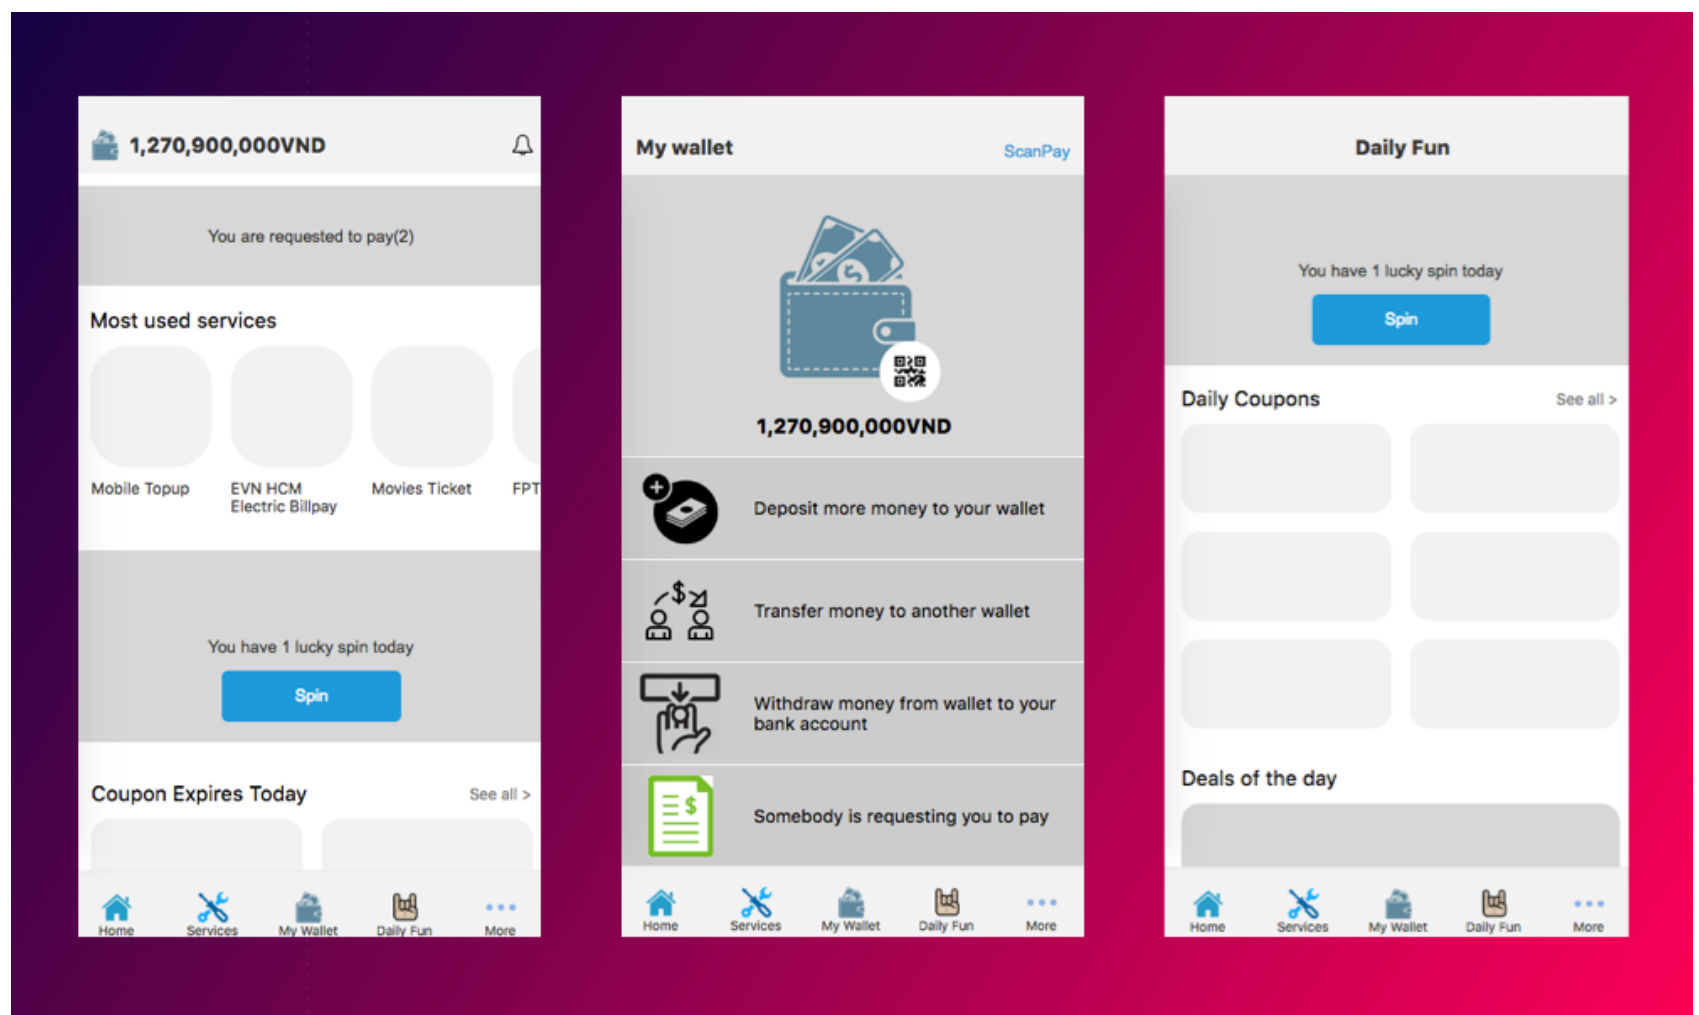 1,270,900,000VND
You are requested to pay(2)
Most used services
Mobile Topup
EVN HCM
Electric Billpay
Movies Ticket
FPT
You have 1 lucky spin today
Spin
Coupon Expires Today
See all >
Home
Services
My Wallet
Daily Fun
More
My wallet
ScanPay
1,270,900,000VND
Deposit more money to your wallet
Transfer money to another wallet
Withdraw money from wallet to your
bank account
Somebody is requesting you to pay
Home
Services
My Wallet
Daily Fun
More
Daily Fun
You have 1 lucky spin today
Spin
Daily Coupons
See all >
Deals of the day
Home
Services
My Wallet
Daily Fun
More